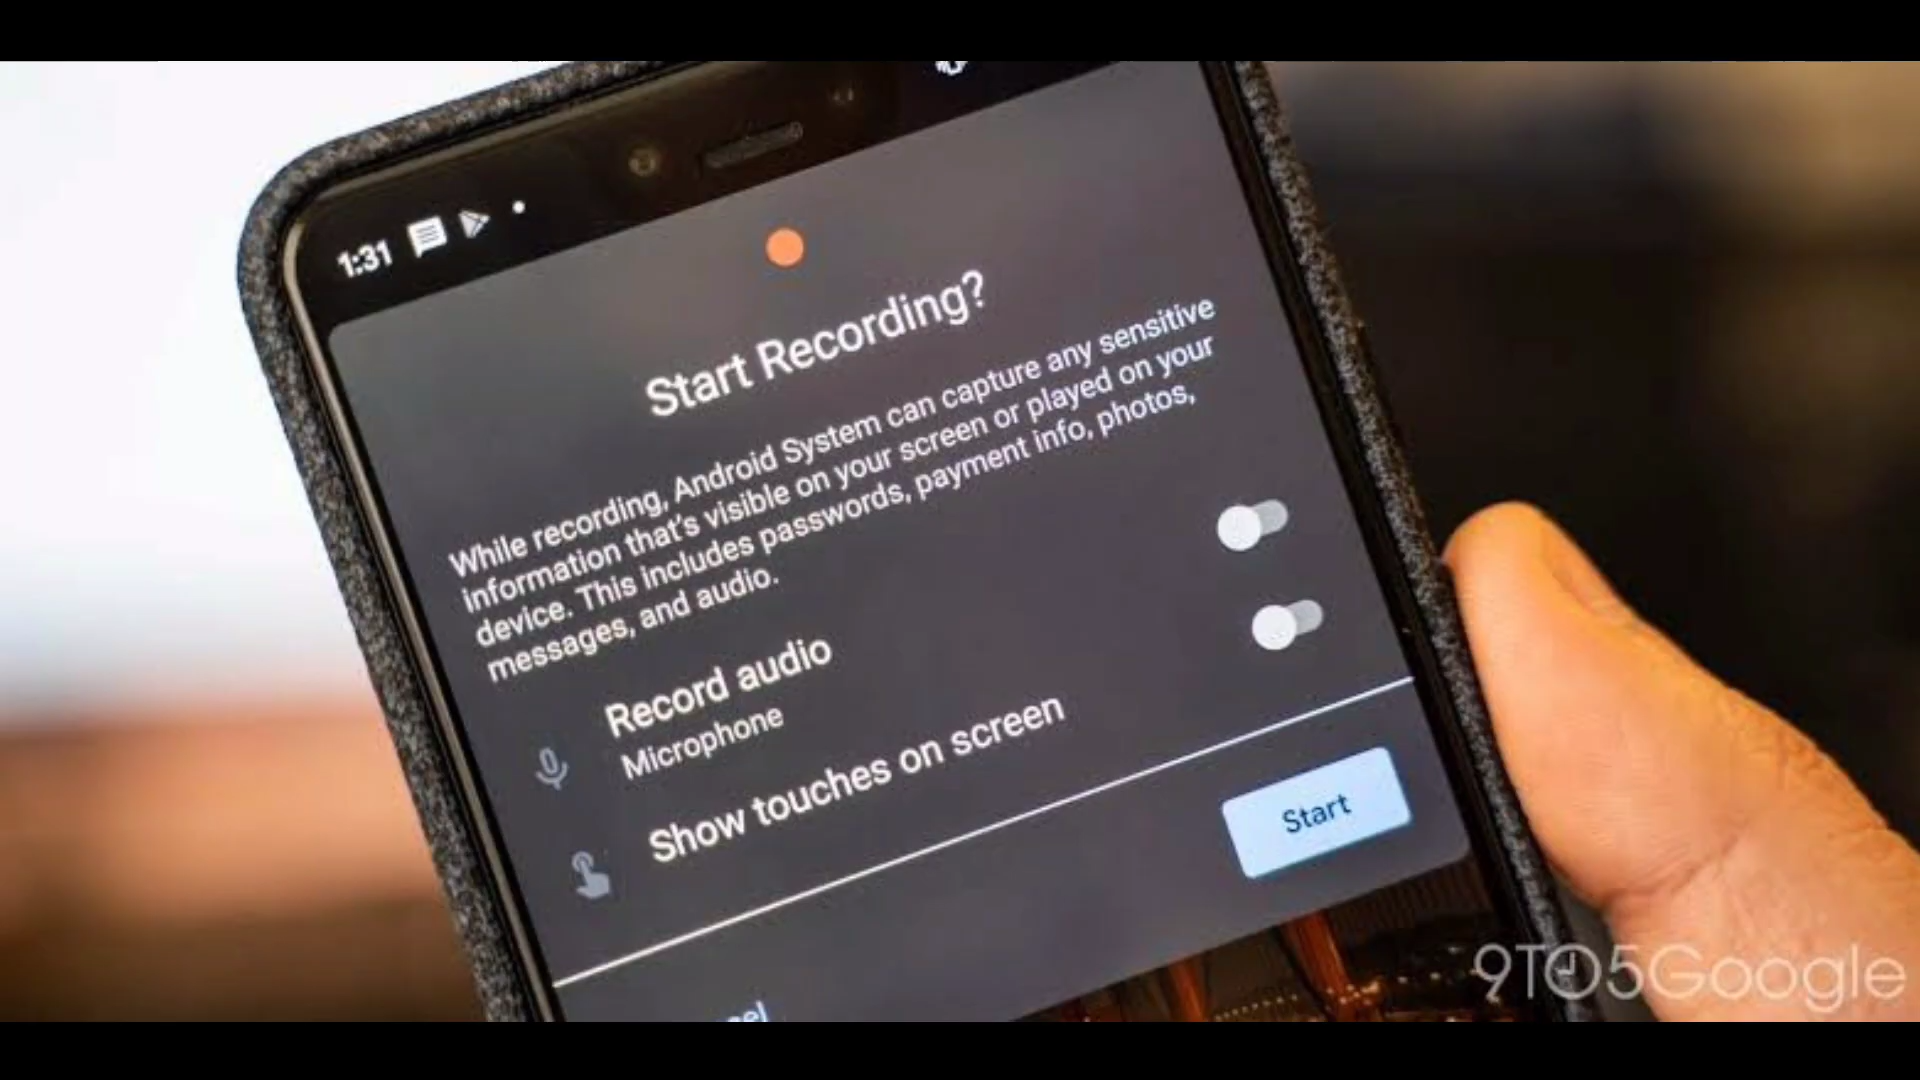 1:31
Start Recording?
While recording, Android System can capture any sensitive
information that's visible on your screen or played on your
device. This includes passwords, payment info, photos,
messages, and audio.
Record audio
Microphone
Show touches on screen
Start
9TO5Google